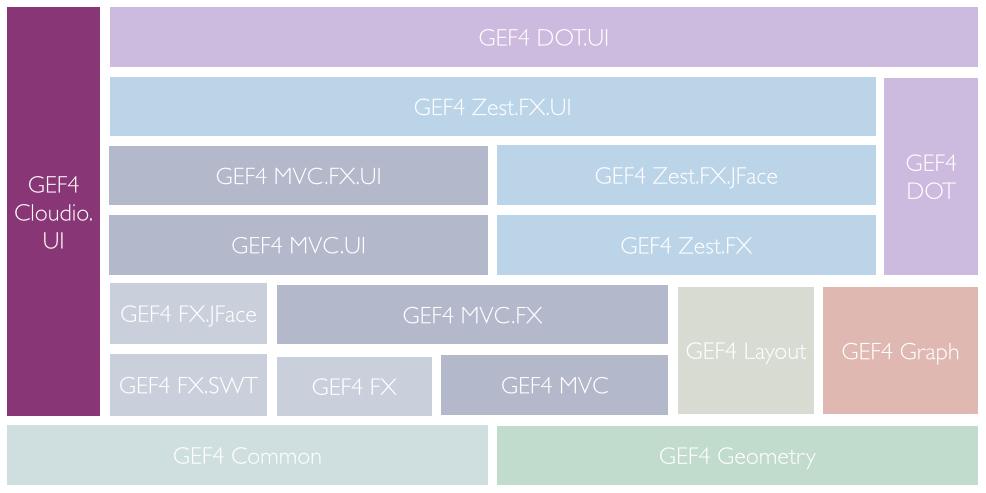 GEF4 DOT.UI
GEF4 Zest.FX.UI
GEF4
Cloudio.
UI
GEF4 MVC.FX.UI
GEF4 Zest.FX.JFace
GEF4
DOT
GEF4 MVC.UI
GEF4 Zest.FX
GEF4 FX.JFace
GEF4 MVC.FX
GEF4 Layout
GEF4 Graph
GEF4 FX.SWT
GEF4 FX
GEF4 MVC
GEF4 Common
GEF4 Geometry